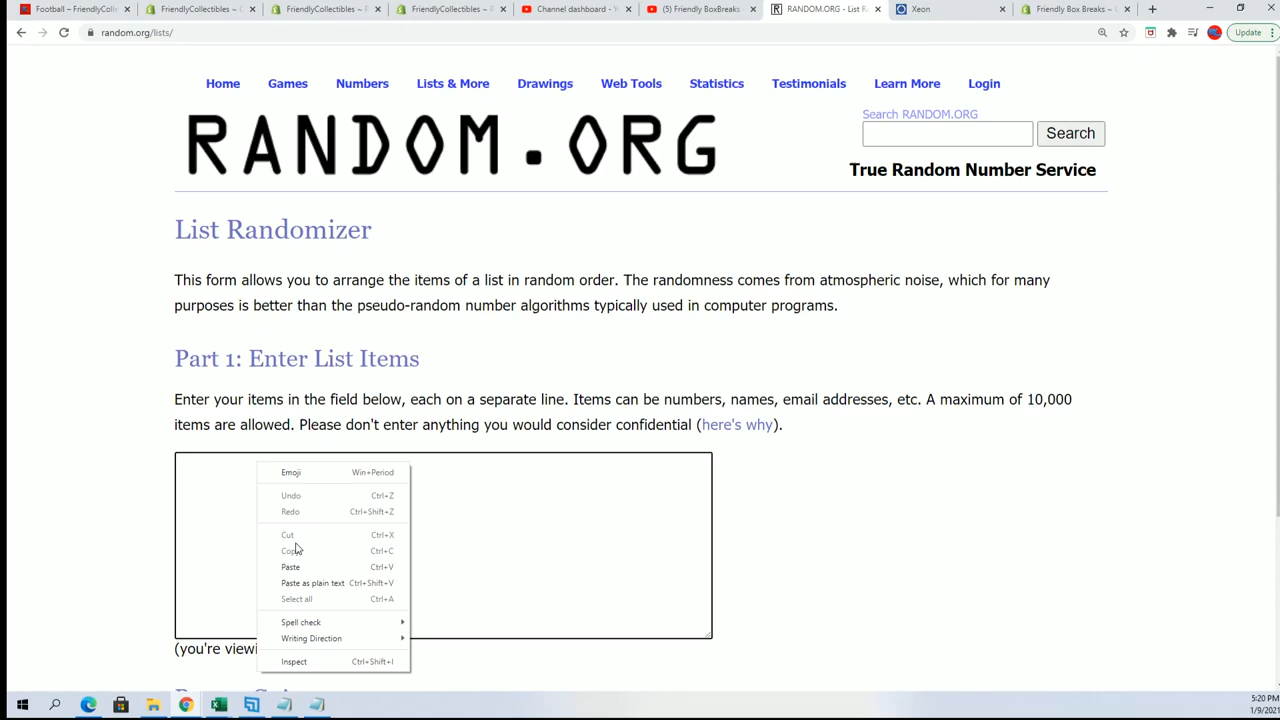 Football – FriendlyColle
FriendlyCollectibles – C
FriendlyCollectibles ~ P
FriendlyCollectibles ~ P
Channel dashboard -
(5) Friendly BoxBreaks
RANDOM.ORG - List R
Xeon
Friendly Box Breaks ~
random.org/lists/
Update
Home Games Numbers Lists & More Drawings Web Tools Statistics Testimonials Learn More Login
RANDOM.ORG
Search RANDOM.ORG
Search
True Random Number Service
List Randomizer
This form allows you to arrange the items of a list in random order. The randomness comes from atmospheric noise, which for many
purposes is better than the pseudo-random number algorithms typically used in computer programs.
Part 1: Enter List Items
Enter your items in the field below, each on a separate line. Items can be numbers, names, email addresses, etc. A maximum of 10,000
items are allowed. Please don't enter anything you would consider confidential (here's why).
Emoji Win+Period
Undo Ctrl+Z
Redo Ctrl+Shift+Z
Cut Ctrl+X
Copy Ctrl+C
Paste Ctrl+V
Paste as plain text Ctrl+Shift+V
Select all Ctrl+A
Spell check
Writing Direction
Inspect Ctrl+Shift+I
(you're viewi
5:20 PM
1/9/2021